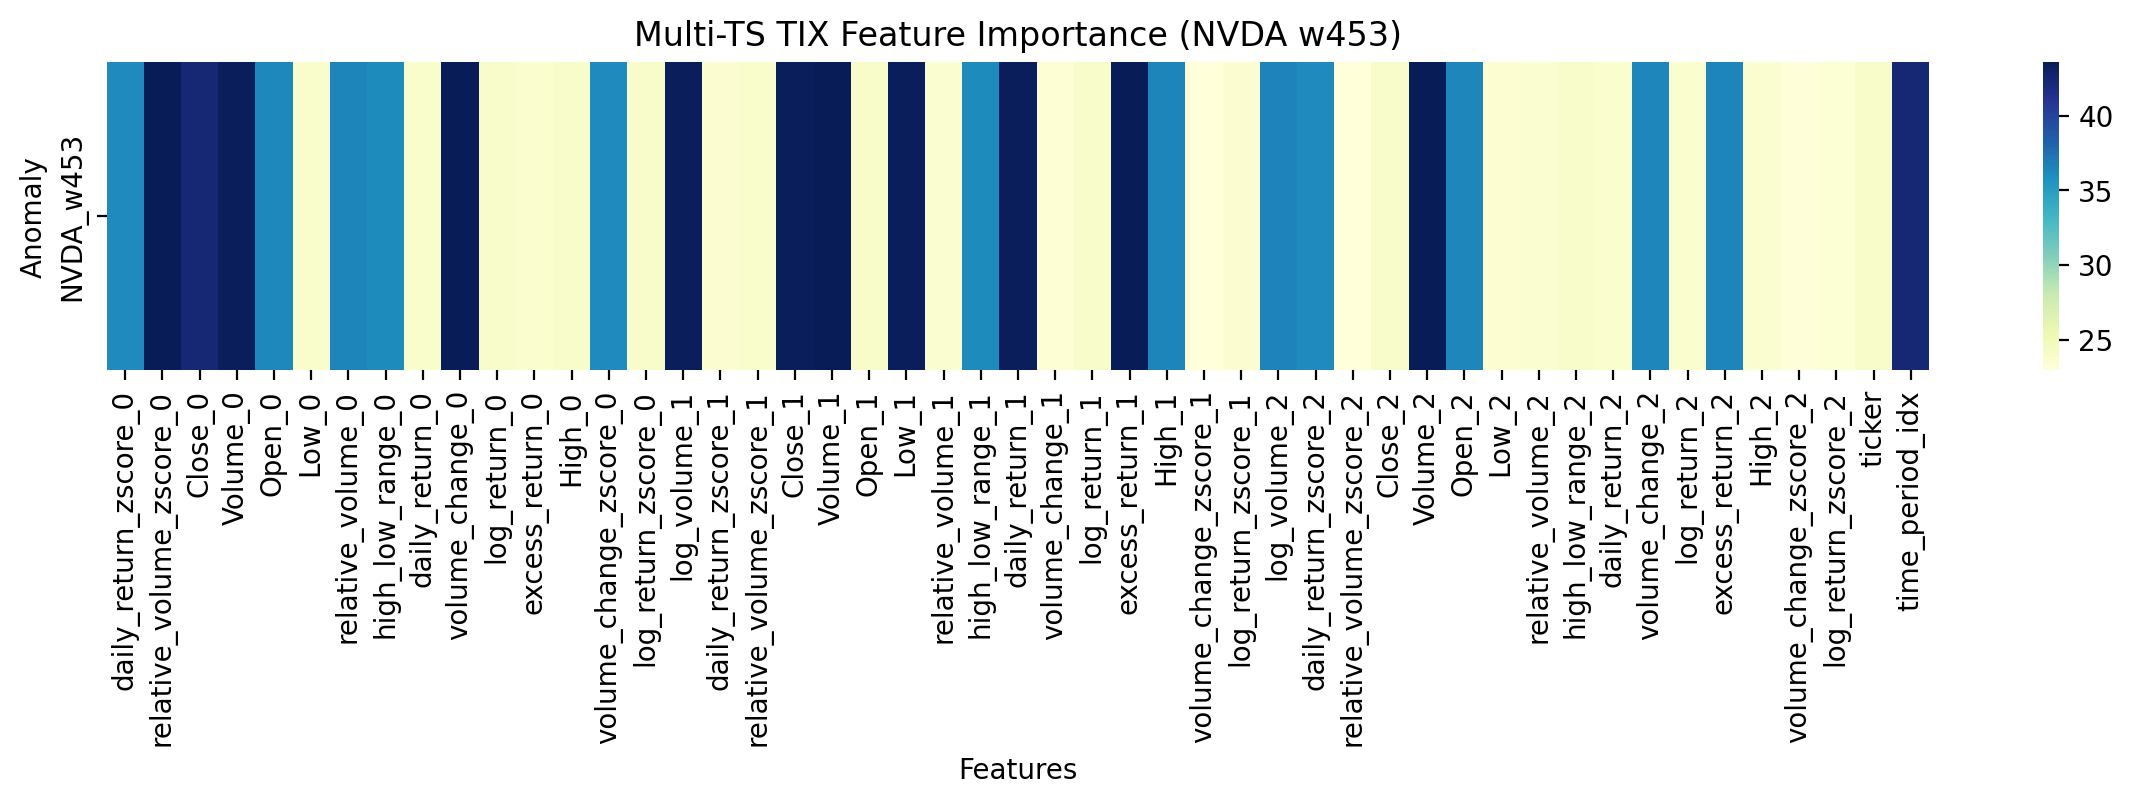 Multi-TS TIX Feature Importance (NVDA w453)
Anomaly
NVDA_w453
40
35
30
25
daily_return_zscore_0
relative_volume_zscore_0
Close_0
Volume_0
Open_0
Low_0
relative_volume_0
high_low_range_0
daily_return_0
volume_change_0
log_return_0
excess_return_0
High_0
volume_change_zscore_0
log_return_zscore_0
log_volume_1
daily_return_zscore_1
relative_volume_zscore_1
Close_1
Volume_1
Open_1
Low_1
relative_volume_1
high_low_range_1
daily_return_1
volume_change_1
log_return_1
excess_return_1
High_1
volume_change_zscore_1
log_return_zscore_1
log_volume_2
daily_return_zscore_2
relative_volume_zscore_2
Close_2
Volume_2
Open_2
Low_2
relative_volume_2
high_low_range_2
daily_return_2
volume_change_2
log_return_2
excess_return_2
High_2
volume_change_zscore_2
log_return_zscore_2
ticker
time_period_idx
Features